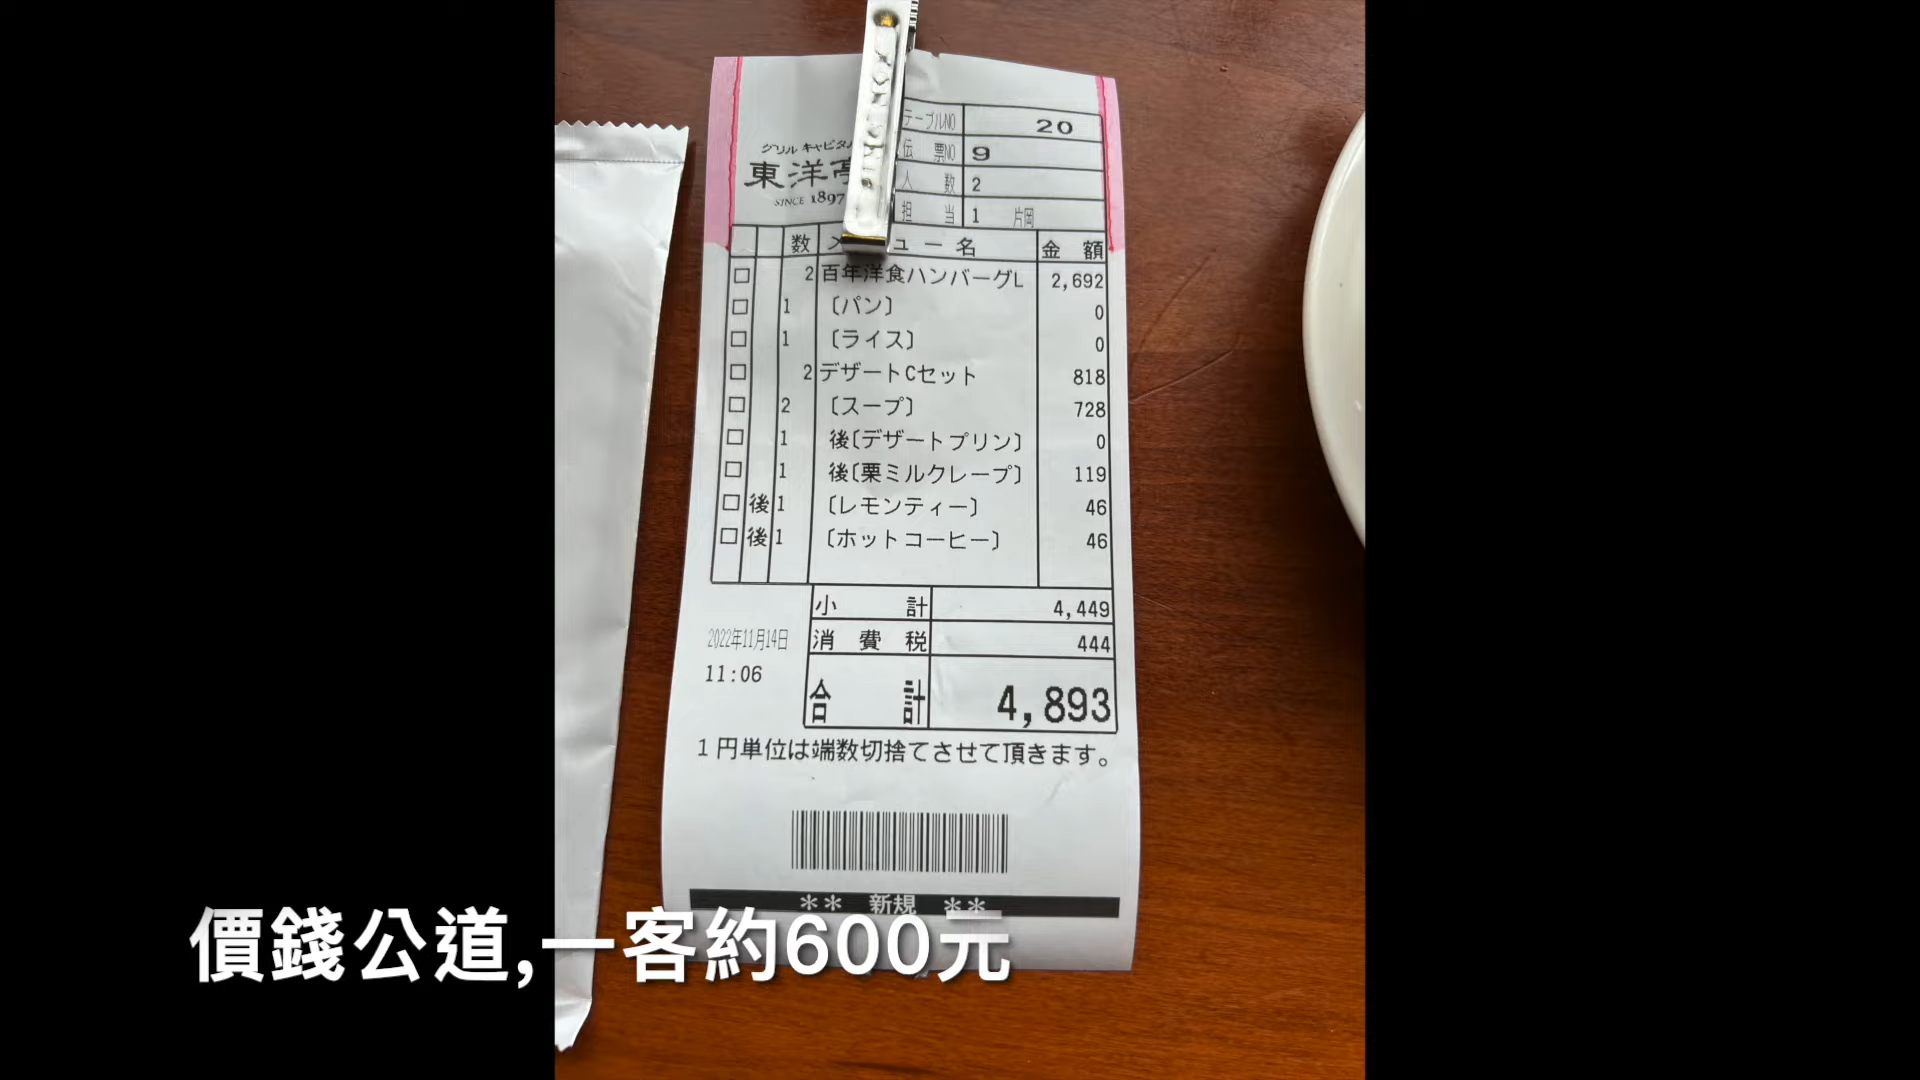 グリル キャピタル
東洋亭
SINCE 1897
テーブルNO 20
伝票NO 9
人数 2
担当 1 片岡
数 メニュー名 金額
□ 2 百年洋食ハンバーグL 2,692
□ 1 〔パン〕 0
□ 1 〔ライス〕 0
□ 2 デザートCセット 818
□ 2 〔スープ〕 728
□ 1 後〔デザートプリン〕 0
□ 1 後〔栗ミルクレープ〕 119
□ 後 1 〔レモンティー〕 46
□ 後 1 〔ホットコーヒー〕 46
小計 4,449
2022年11月14日 消費税 444
11:06
合計 4,893
1円単位は端数切捨てさせて頂きます。
** 新規 **
價錢公道,一客約600元